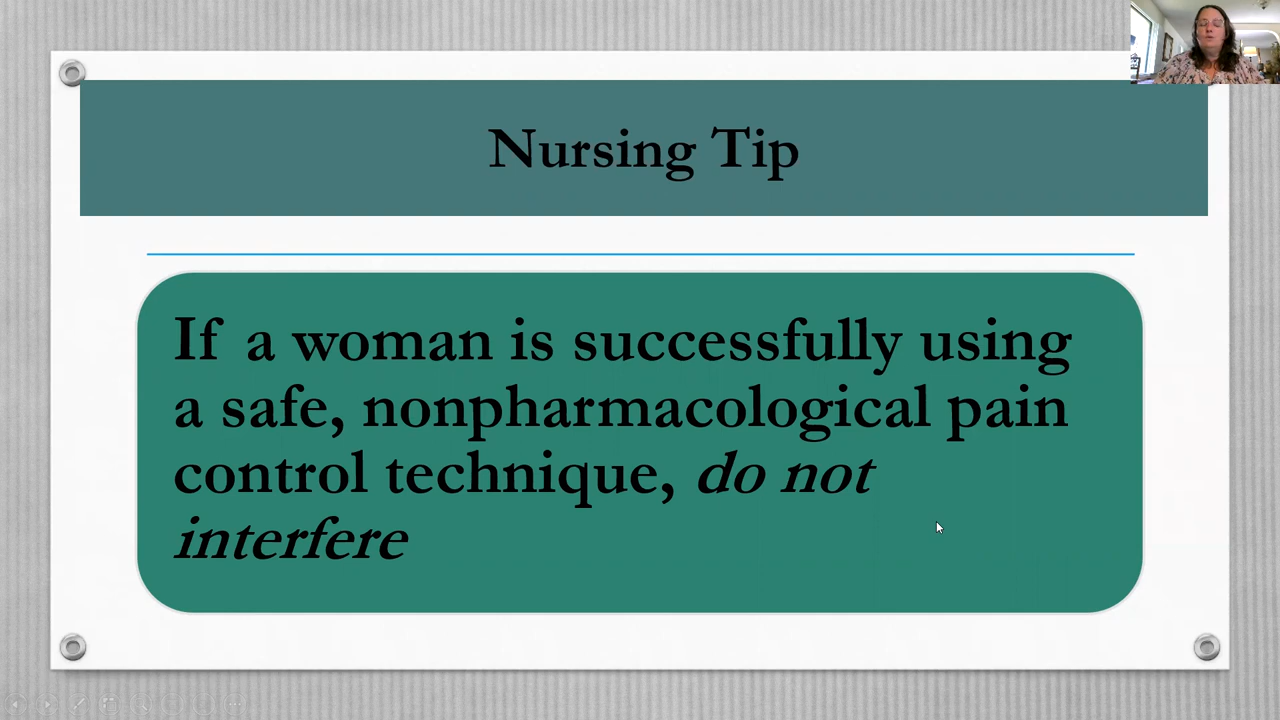 Nursing Tip
If a woman is successfully using
a safe, nonpharmacological pain
control technique, do not
interfere